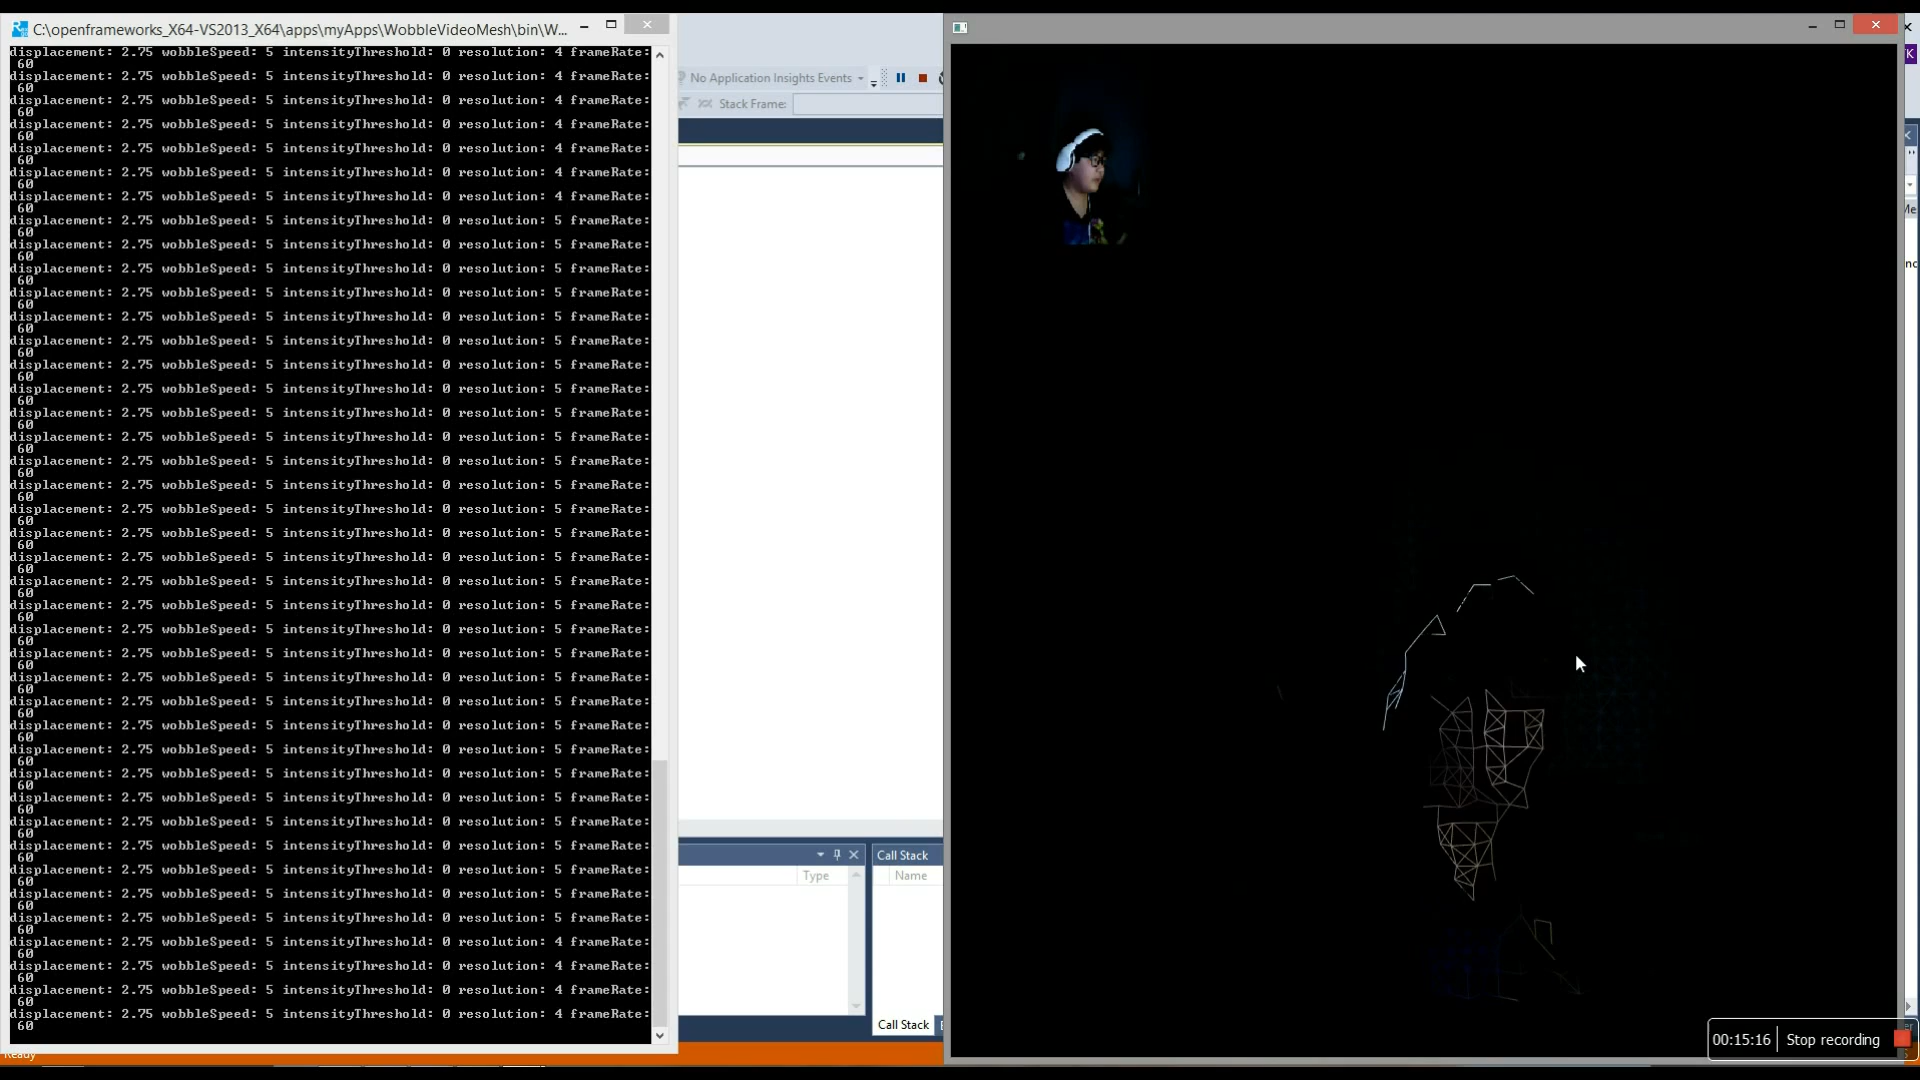 C:\openframeworks_X64-VS2013_X64\apps\myApps\WobbleVideoMesh\bin\W...
displacement: 2.75 wobbleSpeed: 5 intensityThreshold: 0 resolution: 4 frameRate:
60
displacement: 2.75 wobbleSpeed: 5 intensityThreshold: 0 resolution: 4 frameRate:
60
displacement: 2.75 wobbleSpeed: 5 intensityThreshold: 0 resolution: 4 frameRate:
60
displacement: 2.75 wobbleSpeed: 5 intensityThreshold: 0 resolution: 4 frameRate:
60
displacement: 2.75 wobbleSpeed: 5 intensityThreshold: 0 resolution: 4 frameRate:
60
displacement: 2.75 wobbleSpeed: 5 intensityThreshold: 0 resolution: 4 frameRate:
60
displacement: 2.75 wobbleSpeed: 5 intensityThreshold: 0 resolution: 4 frameRate:
60
displacement: 2.75 wobbleSpeed: 5 intensityThreshold: 0 resolution: 5 frameRate:
60
displacement: 2.75 wobbleSpeed: 5 intensityThreshold: 0 resolution: 5 frameRate:
60
displacement: 2.75 wobbleSpeed: 5 intensityThreshold: 0 resolution: 5 frameRate:
60
displacement: 2.75 wobbleSpeed: 5 intensityThreshold: 0 resolution: 5 frameRate:
60
displacement: 2.75 wobbleSpeed: 5 intensityThreshold: 0 resolution: 5 frameRate:
60
displacement: 2.75 wobbleSpeed: 5 intensityThreshold: 0 resolution: 5 frameRate:
60
displacement: 2.75 wobbleSpeed: 5 intensityThreshold: 0 resolution: 5 frameRate:
60
displacement: 2.75 wobbleSpeed: 5 intensityThreshold: 0 resolution: 5 frameRate:
60
displacement: 2.75 wobbleSpeed: 5 intensityThreshold: 0 resolution: 5 frameRate:
60
displacement: 2.75 wobbleSpeed: 5 intensityThreshold: 0 resolution: 5 frameRate:
60
displacement: 2.75 wobbleSpeed: 5 intensityThreshold: 0 resolution: 5 frameRate:
60
displacement: 2.75 wobbleSpeed: 5 intensityThreshold: 0 resolution: 5 frameRate:
60
displacement: 2.75 wobbleSpeed: 5 intensityThreshold: 0 resolution: 5 frameRate:
60
displacement: 2.75 wobbleSpeed: 5 intensityThreshold: 0 resolution: 5 frameRate:
60
displacement: 2.75 wobbleSpeed: 5 intensityThreshold: 0 resolution: 5 frameRate:
60
displacement: 2.75 wobbleSpeed: 5 intensityThreshold: 0 resolution: 5 frameRate:
60
displacement: 2.75 wobbleSpeed: 5 intensityThreshold: 0 resolution: 5 frameRate:
60
displacement: 2.75 wobbleSpeed: 5 intensityThreshold: 0 resolution: 5 frameRate:
60
displacement: 2.75 wobbleSpeed: 5 intensityThreshold: 0 resolution: 5 frameRate:
60
displacement: 2.75 wobbleSpeed: 5 intensityThreshold: 0 resolution: 5 frameRate:
60
displacement: 2.75 wobbleSpeed: 5 intensityThreshold: 0 resolution: 5 frameRate:
60
displacement: 2.75 wobbleSpeed: 5 intensityThreshold: 0 resolution: 5 frameRate:
60
displacement: 2.75 wobbleSpeed: 5 intensityThreshold: 0 resolution: 5 frameRate:
60
displacement: 2.75 wobbleSpeed: 5 intensityThreshold: 0 resolution: 5 frameRate:
60
displacement: 2.75 wobbleSpeed: 5 intensityThreshold: 0 resolution: 5 frameRate:
60
displacement: 2.75 wobbleSpeed: 5 intensityThreshold: 0 resolution: 5 frameRate:
60
displacement: 2.75 wobbleSpeed: 5 intensityThreshold: 0 resolution: 5 frameRate:
60
displacement: 2.75 wobbleSpeed: 5 intensityThreshold: 0 resolution: 5 frameRate:
60
displacement: 2.75 wobbleSpeed: 5 intensityThreshold: 0 resolution: 5 frameRate:
60
displacement: 2.75 wobbleSpeed: 5 intensityThreshold: 0 resolution: 5 frameRate:
60
displacement: 2.75 wobbleSpeed: 5 intensityThreshold: 0 resolution: 4 frameRate:
60
displacement: 2.75 wobbleSpeed: 5 intensityThreshold: 0 resolution: 4 frameRate:
60
displacement: 2.75 wobbleSpeed: 5 intensityThreshold: 0 resolution: 4 frameRate:
60
displacement: 2.75 wobbleSpeed: 5 intensityThreshold: 0 resolution: 4 frameRate:
60
Ready
No Application Insights Events
Stack Frame:
Type
Call Stack
Name
Call Stack
00:15:16 Stop recording